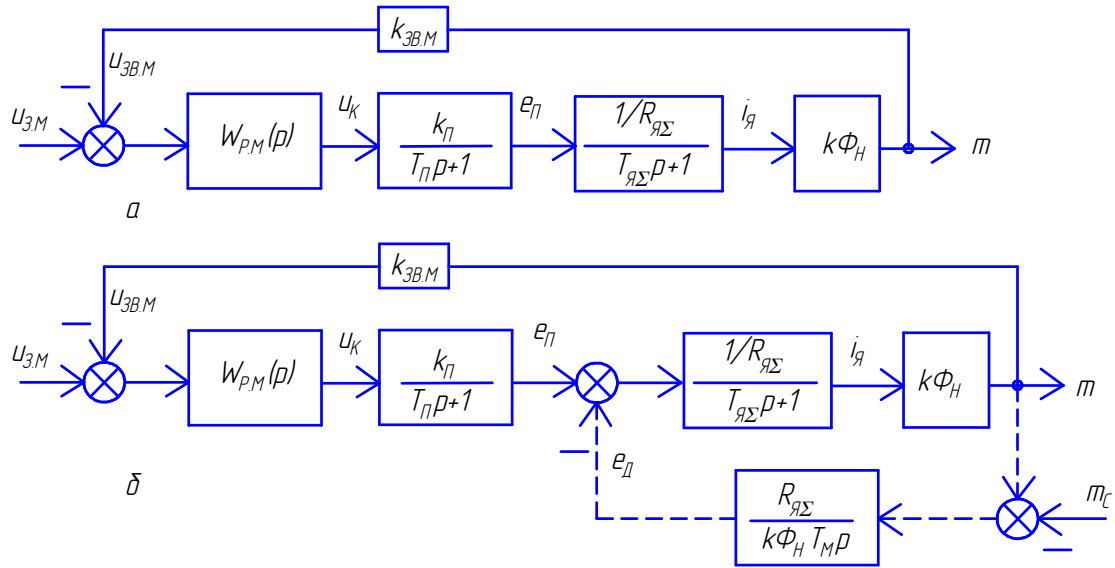 k_ЗВ.М
u_ЗВ.М
u_З.М
W_Р.М(p)
u_К
k_П
T_Пp+1
e_П
1/R_ЯΣ
T_ЯΣp+1
i_я
kΦ_Н
m
а
k_ЗВ.М
u_ЗВ.М
u_З.М
W_Р.М(p)
u_К
k_П
T_Пp+1
e_П
1/R_ЯΣ
T_ЯΣp+1
i_я
kΦ_Н
m
б
e_Д
R_ЯΣ
kΦ_Н T_Мp
m_С